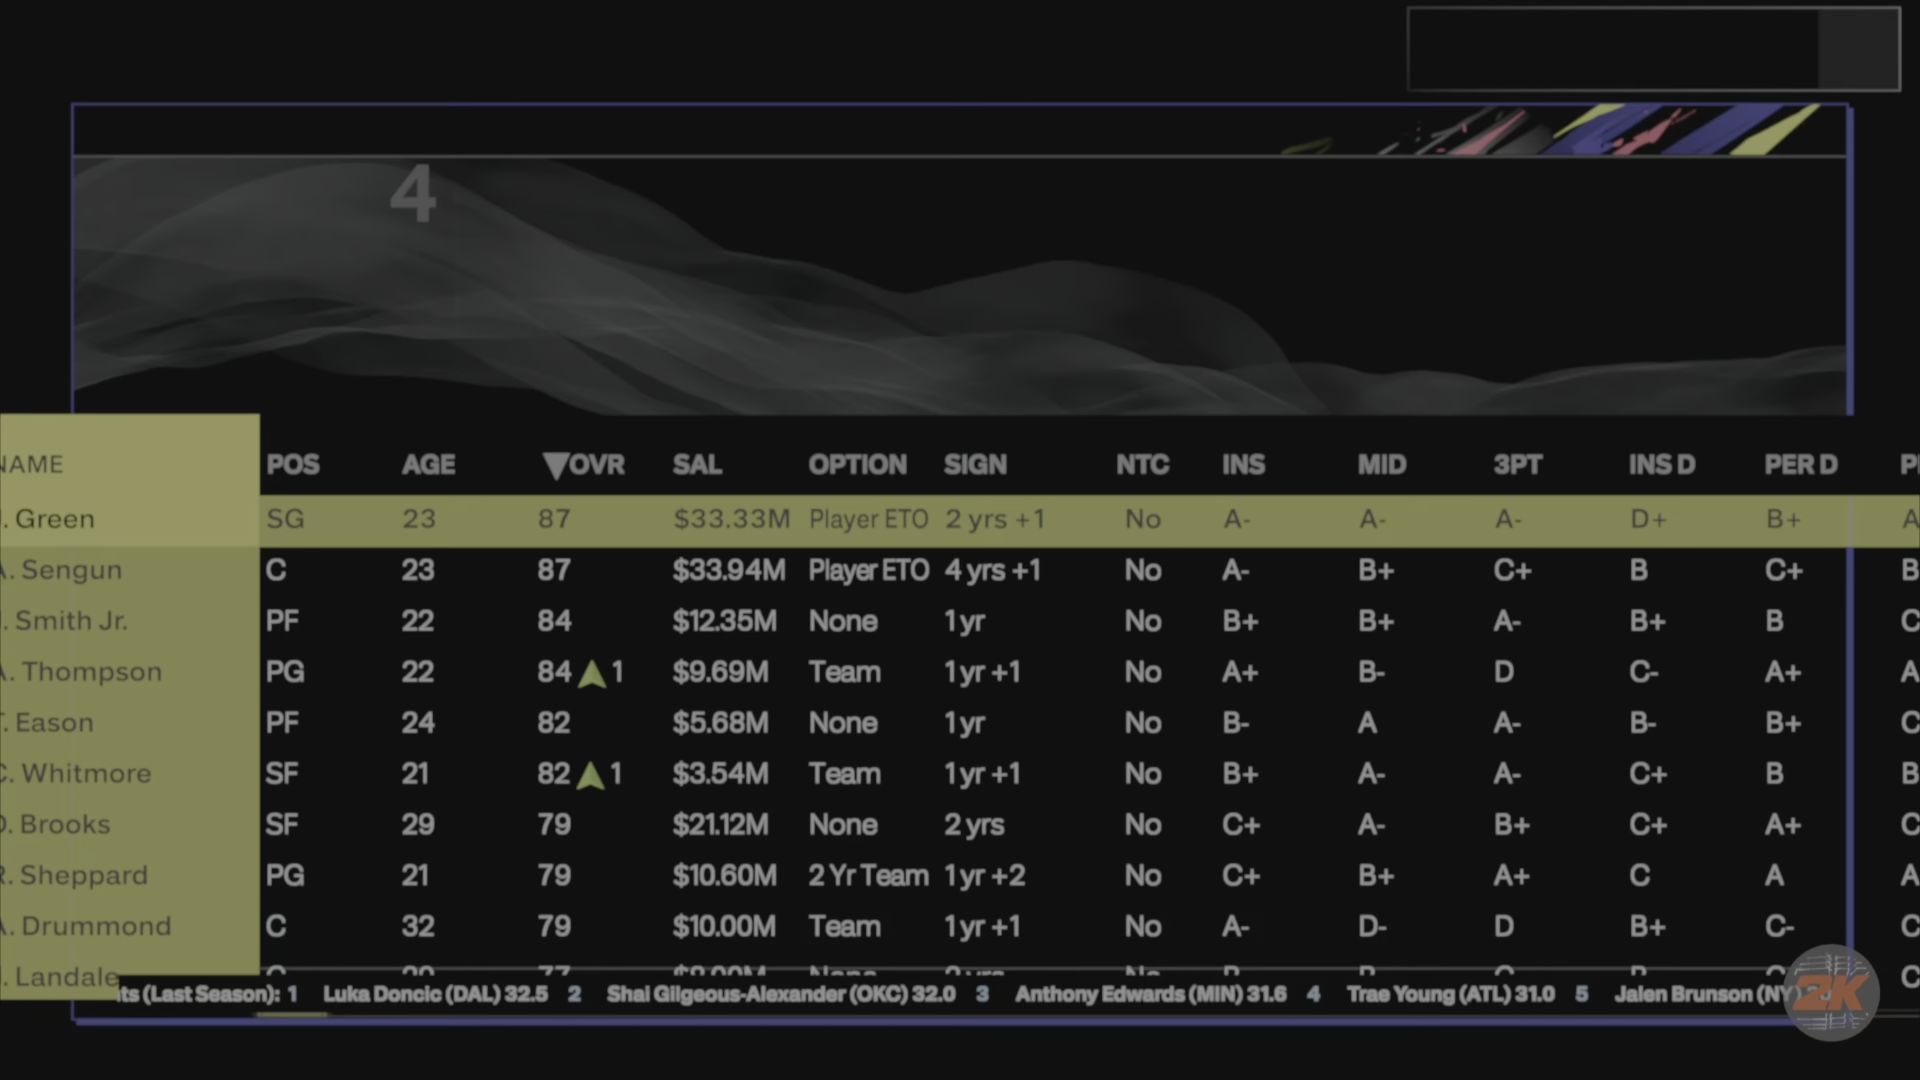 4
NAME POS AGE ▼OVR SAL OPTION SIGN NTC INS MID 3PT INS D PER D
J. Green SG 23 87 $33.33M Player ETO 2 yrs +1 No A- A- A- D+ B+ A
A. Sengun C 23 87 $33.94M Player ETO 4 yrs +1 No A- B+ C+ B C+ B
J. Smith Jr. PF 22 84 $12.35M None 1 yr No B+ B+ A- B+ B C
A. Thompson PG 22 84 ▲ 1 $9.69M Team 1 yr +1 No A+ B- D C- A+ A
T. Eason PF 24 82 $5.68M None 1 yr No B- A A- B- B+ C
C. Whitmore SF 21 82 ▲ 1 $3.54M Team 1 yr +1 No B+ A- A- C+ B B
D. Brooks SF 29 79 $21.12M None 2 yrs No C+ A- B+ C+ A+ C
R. Sheppard PG 21 79 $10.60M 2 Yr Team 1 yr +2 No C+ B+ A+ C A A
A. Drummond C 32 79 $10.00M Team 1 yr +1 No A- D- D B+ C- C
. Landale
ts (Last Season): 1 Luka Doncic (DAL) 32.5 2 Shai Gilgeous-Alexander (OKC) 32.0 3 Anthony Edwards (MIN) 31.6 4 Trae Young (ATL) 31.0 5 Jalen Brunson (NY
2K